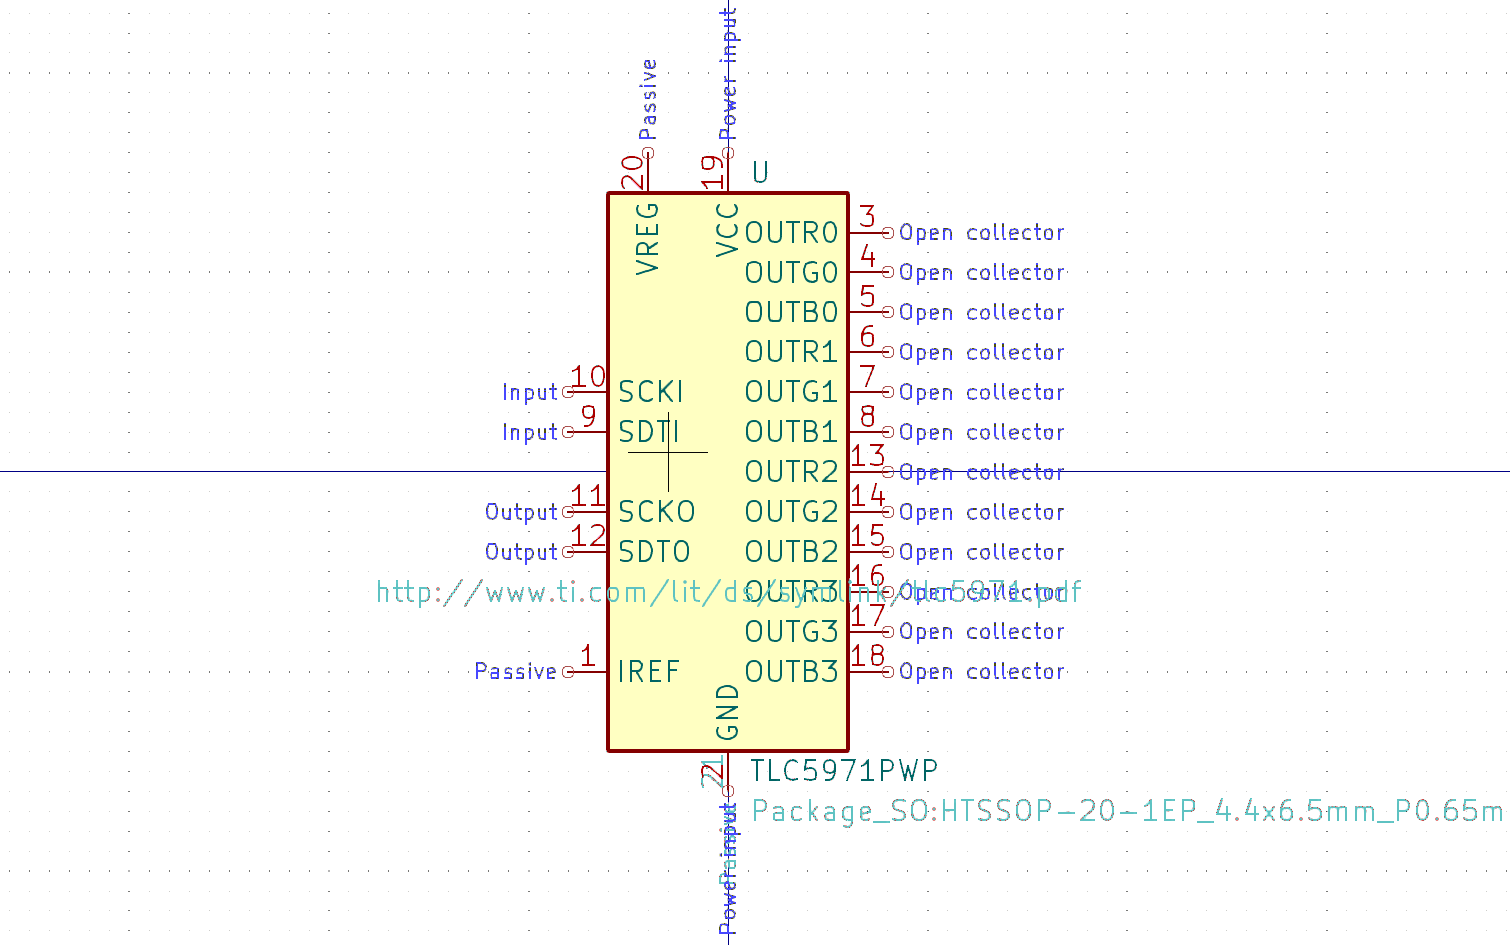 Power input
Passive
20
19
U
VREG
VCC
OUTR0 3 Open collector
OUTG0 4 Open collector
OUTB0 5 Open collector
OUTR1 6 Open collector
Input 10 SCKI OUTG1 7 Open collector
Input 9 SDTI OUTB1 8 Open collector
OUTR2 13 Open collector
Output 11 SCKO OUTG2 14 Open collector
Output 12 SDTO OUTB2 15 Open collector
http://www.ti.com/lit/ds/symlink/tlc5971.pdf
OUTR3 16 Open collector
OUTG3 17 Open collector
Passive 1 IREF OUTB3 18 Open collector
GND
2
21
TLC5971PWP
Package_SO:HTSSOP-20-1EP_4.4x6.5mm_P0.65m
Power input
Passive